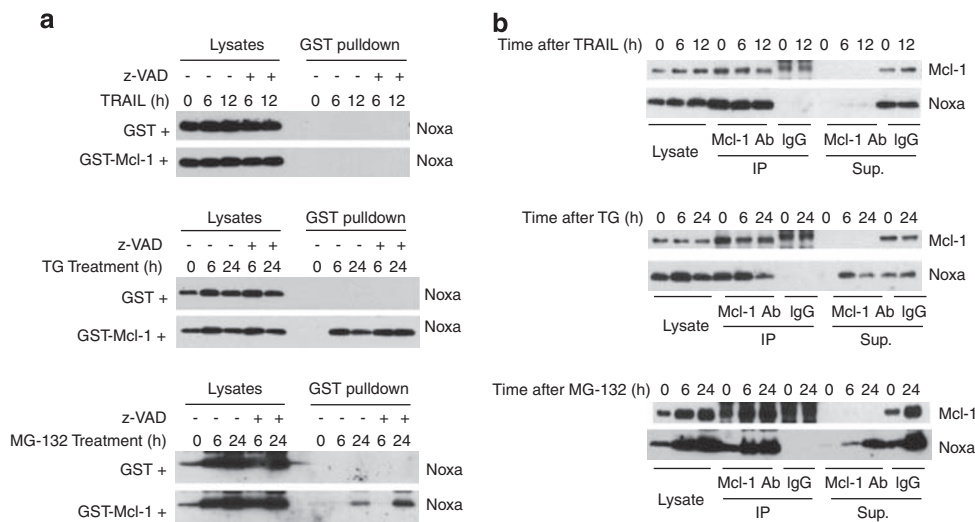 a
Lysates GST pulldown
z-VAD - - - + + - - - + +
TRAIL (h) 0 6 12 6 12 0 6 12 6 12
GST + Noxa
GST-Mcl-1 + Noxa
Lysates GST pulldown
z-VAD - - - + + - - - + +
TG Treatment (h) 0 6 24 6 24 0 6 24 6 24
GST + Noxa
GST-Mcl-1 + Noxa
Lysates GST pulldown
z-VAD - - - + + - - - + +
MG-132 Treatment (h) 0 6 24 6 24 0 6 24 6 24
GST + Noxa
GST-Mcl-1 + Noxa
b
Time after TRAIL (h) 0 6 12 0 6 12 0 12 0 6 12 0 12
Mcl-1
Noxa
Lysate Mcl-1 Ab IgG Mcl-1 Ab IgG
IP Sup.
Time after TG (h) 0 6 24 0 6 24 0 24 0 6 24 0 24
Mcl-1
Noxa
Lysate Mcl-1 Ab IgG Mcl-1 Ab IgG
IP Sup.
Time after MG-132 (h) 0 6 24 0 6 24 0 24 0 6 24 0 24
Mcl-1
Noxa
Lysate Mcl-1 Ab IgG Mcl-1 Ab IgG
IP Sup.